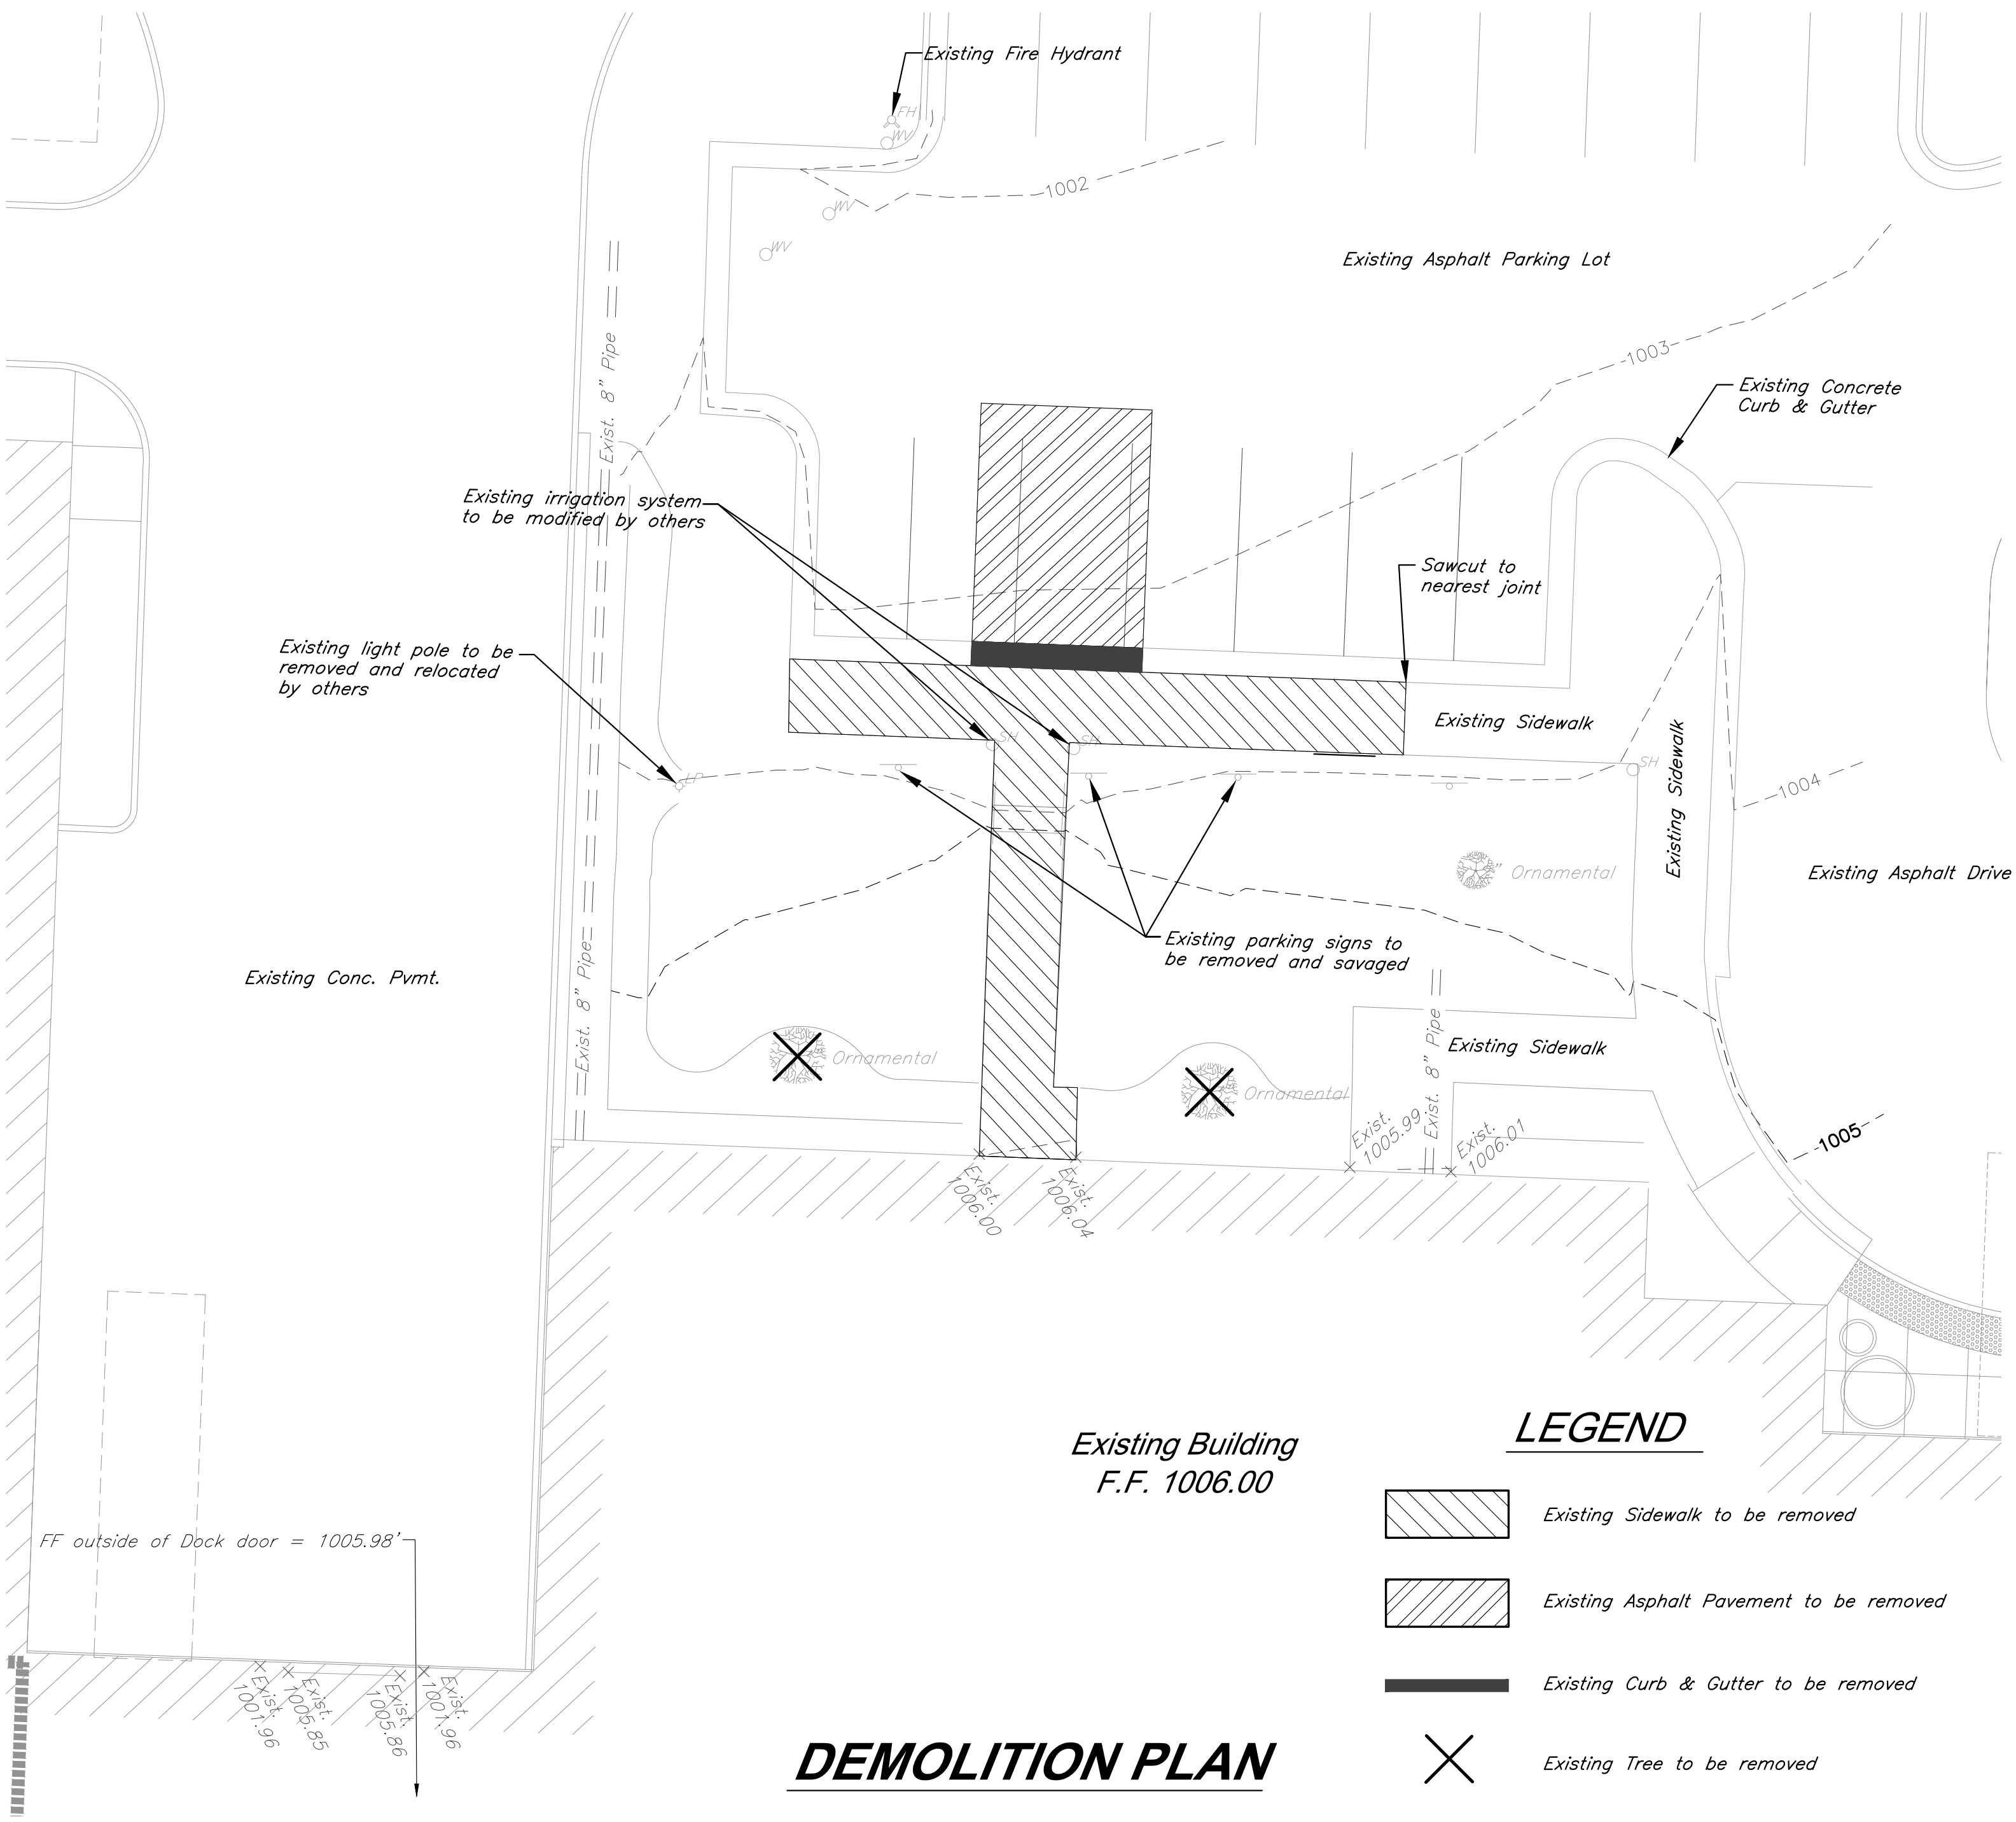 Existing Fire Hydrant
FH
WV
1002
WV
WV
Existing Asphalt Parking Lot
Exist. 8" Pipe
1003
Existing Concrete
Curb & Gutter
Existing irrigation system
to be modified by others
Sawcut to
nearest joint
Existing light pole to be
removed and relocated
by others
Existing Sidewalk
SH
SH
SH
LP
Existing Sidewalk
1004
Ornamental
Existing Asphalt Drive
Existing parking signs to
be removed and savaged
Existing Conc. Pvmt.
Exist. 8" Pipe
Exist. 8" Pipe
Existing Sidewalk
Ornamental
Ornamental
Exist.
1005.99
Exist.
1006.01
1005
Exist.
1006.00
Exist.
1006.04
Existing Building
F.F. 1006.00
LEGEND
Existing Sidewalk to be removed
FF outside of Dock door = 1005.98'
Existing Asphalt Pavement to be removed
Existing Curb & Gutter to be removed
Exist.
1001.96
Exist.
1005.85
Exist.
1005.86
Exist.
1001.96
DEMOLITION PLAN
Existing Tree to be removed